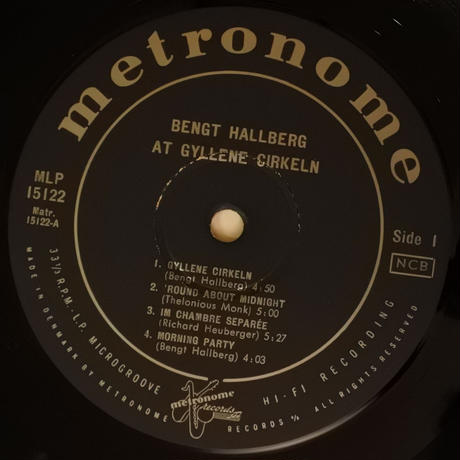 metronome
BENGT HALLBERG
AT GYLLENE CIRKELN
MLP
15122
Matr.
15122-A
Side 1
NCB
1. GYLLENE CIRKELN
(Bengt Hallberg) 4:50
2. 'ROUND ABOUT MIDNIGHT
(Thelonious Monk) 5:00
3. IM CHAMBRE SEPARÉE
(Richard Heuberger) 5:27
4. MORNING PARTY
(Bengt Hallberg) 4:03
33⅓ RPM-LP. MICROGROOVE
HI-FI RECORDING
metronome
records
MADE IN DENMARK BY METRONOME RECORDS A/S ALL RIGHTS RESERVED